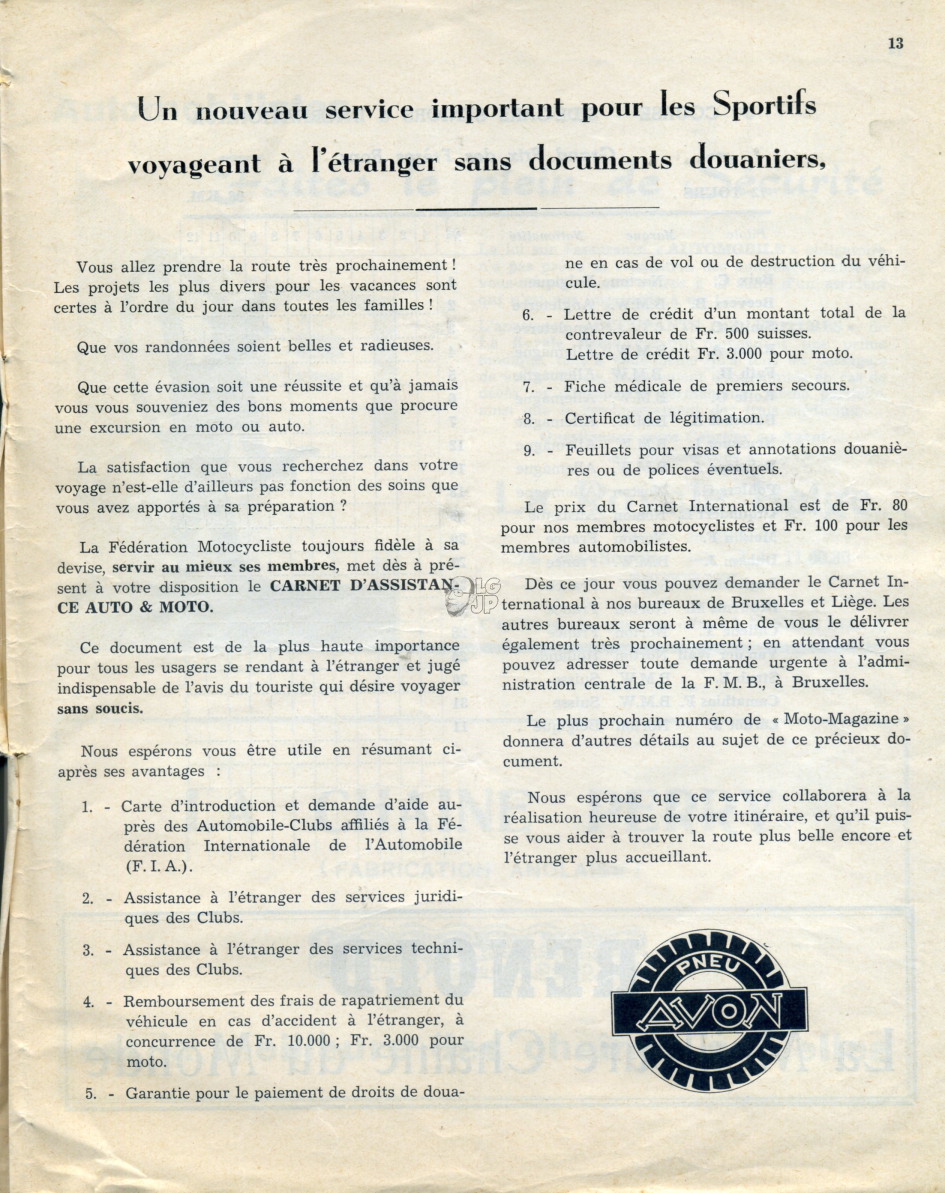 13
Un nouveau service important pour les Sportifs
voyageant à l'étranger sans documents douaniers,
Vous allez prendre la route très prochainement !
Les projets les plus divers pour les vacances sont
certes à l'ordre du jour dans toutes les familles !
Que vos randonnées soient belles et radieuses.
Que cette évasion soit une réussite et qu'à jamais
vous vous souveniez des bons moments que procure
une excursion en moto ou auto.
La satisfaction que vous recherchez dans votre
voyage n'est-elle d'ailleurs pas fonction des soins que
vous avez apportés à sa préparation ?
La Fédération Motocycliste toujours fidèle à sa
devise, servir au mieux ses membres, met dès à pré-
sent à votre disposition le CARNET D'ASSISTAN-
CE AUTO & MOTO.
Ce document est de la plus haute importance
pour tous les usagers se rendant à l'étranger et jugé
indispensable de l'avis du touriste qui désire voyager
sans soucis.
Nous espérons vous être utile en résumant ci-
après ses avantages :
1. - Carte d'introduction et demande d'aide au-
près des Automobile-Clubs affiliés à la Fé-
dération Internationale de l'Automobile
(F. I. A.).
2. - Assistance à l'étranger des services juridi-
ques des Clubs.
3. - Assistance à l'étranger des services techni-
ques des Clubs.
4. - Remboursement des frais de rapatriement du
véhicule en cas d'accident à l'étranger, à
concurrence de Fr. 10.000 ; Fr. 3.000 pour
moto.
5. - Garantie pour le paiement de droits de doua-
ne en cas de vol ou de destruction du véhi-
cule.
6. - Lettre de crédit d'un montant total de la
contrevaleur de Fr. 500 suisses.
Lettre de crédit Fr. 3.000 pour moto.
7. - Fiche médicale de premiers secours.
8. - Certificat de légitimation.
9. - Feuillets pour visas et annotations douaniè-
res ou de polices éventuels.
Le prix du Carnet International est de Fr. 80
pour nos membres motocyclistes et Fr. 100 pour les
membres automobilistes.
Dès ce jour vous pouvez demander le Carnet In-
ternational à nos bureaux de Bruxelles et Liège. Les
autres bureaux seront à même de vous le délivrer
également très prochainement ; en attendant vous
pouvez adresser toute demande urgente à l'admi-
nistration centrale de la F. M. B., à Bruxelles.
Le plus prochain numéro de « Moto-Magazine »
donnera d'autres détails au sujet de ce précieux do-
cument.
Nous espérons que ce service collaborera à la
réalisation heureuse de votre itinéraire, et qu'il puis-
se vous aider à trouver la route plus belle encore et
l'étranger plus accueillant.
PNEU
AVON
LG
JP